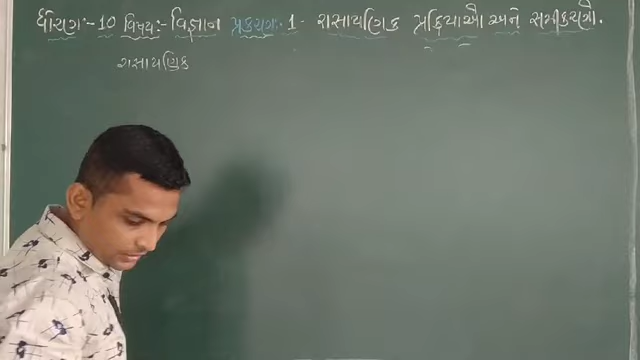 ધોરણ:- 10 વિષય:- વિજ્ઞાન પ્રકરણ: 1 - રાસાયણિક પ્રક્રિયાઓ અને સમીકરણો.
રાસાયણિક